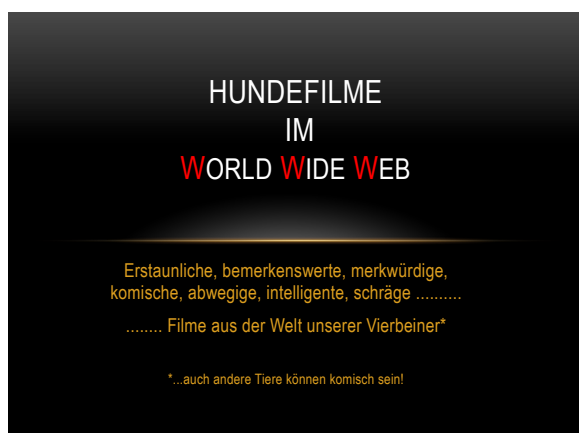 HUNDEFILME
IM
WORLD WIDE WEB
Erstaunliche, bemerkenswerte, merkwürdige,
komische, abwegige, intelligente, schräge ..........
........ Filme aus der Welt unserer Vierbeiner*
*...auch andere Tiere können komisch sein!